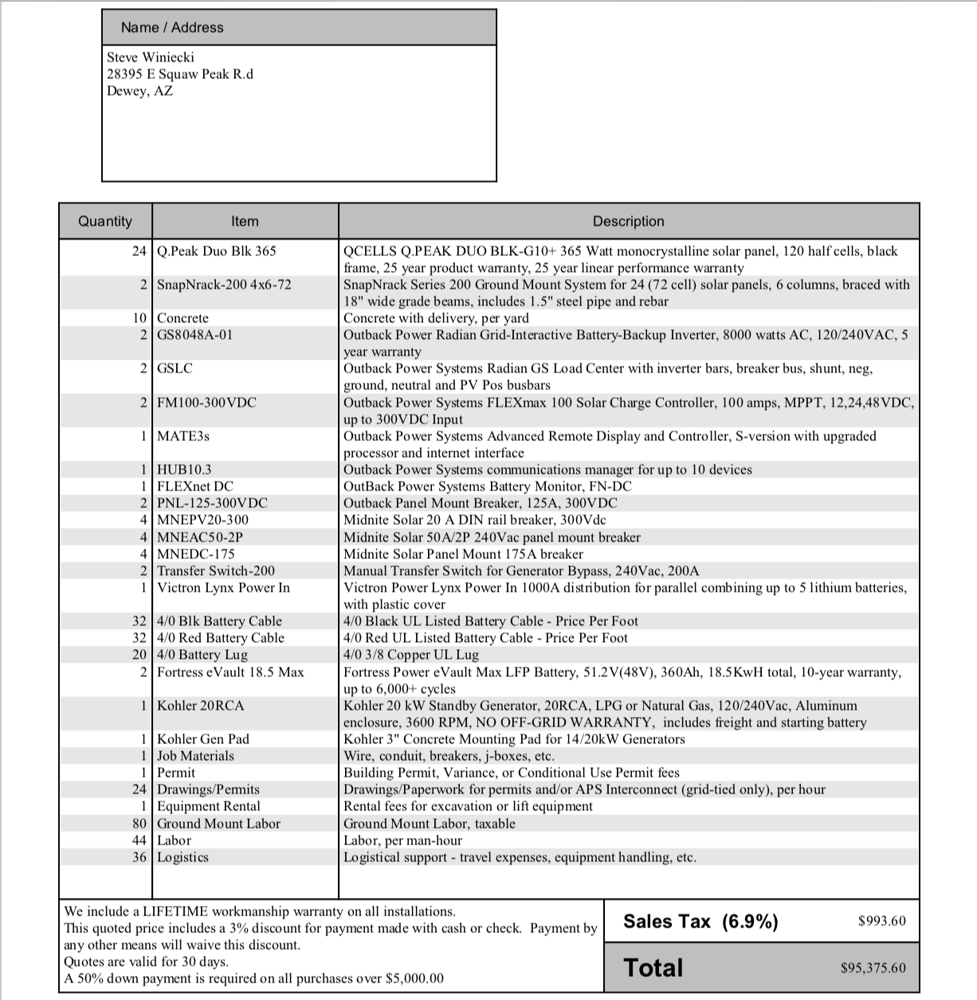 Name / Address
Steve Winiecki
28395 E Squaw Peak R.d
Dewey, AZ
Quantity Item Description
24 Q.Peak Duo Blk 365 QCELLS Q.PEAK DUO BLK-G10+ 365 Watt monocrystalline solar panel, 120 half cells, black
frame, 25 year product warranty, 25 year linear performance warranty
2 SnapNrack-200 4x6-72 SnapNrack Series 200 Ground Mount System for 24 (72 cell) solar panels, 6 columns, braced with
18" wide grade beams, includes 1.5" steel pipe and rebar
10 Concrete Concrete with delivery, per yard
2 GS8048A-01 Outback Power Radian Grid-Interactive Battery-Backup Inverter, 8000 watts AC, 120/240VAC, 5
year warranty
2 GSLC Outback Power Systems Radian GS Load Center with inverter bars, breaker bus, shunt, neg,
ground, neutral and PV Pos busbars
2 FM100-300VDC Outback Power Systems FLEXmax 100 Solar Charge Controller, 100 amps, MPPT, 12,24,48VDC,
up to 300VDC Input
1 MATE3s Outback Power Systems Advanced Remote Display and Controller, S-version with upgraded
processor and internet interface
1 HUB10.3 Outback Power Systems communications manager for up to 10 devices
1 FLEXnet DC OutBack Power Systems Battery Monitor, FN-DC
2 PNL-125-300VDC Outback Panel Mount Breaker, 125A, 300VDC
4 MNEPV20-300 Midnite Solar 20 A DIN rail breaker, 300Vdc
4 MNEAC50-2P Midnite Solar 50A/2P 240Vac panel mount breaker
4 MNEDC-175 Midnite Solar Panel Mount 175A breaker
2 Transfer Switch-200 Manual Transfer Switch for Generator Bypass, 240Vac, 200A
1 Victron Lynx Power In Victron Power Lynx Power In 1000A distribution for parallel combining up to 5 lithium batteries,
with plastic cover
32 4/0 Blk Battery Cable 4/0 Black UL Listed Battery Cable - Price Per Foot
32 4/0 Red Battery Cable 4/0 Red UL Listed Battery Cable - Price Per Foot
20 4/0 Battery Lug 4/0 3/8 Copper UL Lug
2 Fortress eVault 18.5 Max Fortress Power eVault Max LFP Battery, 51.2V(48V), 360Ah, 18.5KwH total, 10-year warranty,
up to 6,000+ cycles
1 Kohler 20RCA Kohler 20 kW Standby Generator, 20RCA, LPG or Natural Gas, 120/240Vac, Aluminum
enclosure, 3600 RPM, NO OFF-GRID WARRANTY, includes freight and starting battery
1 Kohler Gen Pad Kohler 3" Concrete Mounting Pad for 14/20kW Generators
1 Job Materials Wire, conduit, breakers, j-boxes, etc.
1 Permit Building Permit, Variance, or Conditional Use Permit fees
24 Drawings/Permits Drawings/Paperwork for permits and/or APS Interconnect (grid-tied only), per hour
1 Equipment Rental Rental fees for excavation or lift equipment
80 Ground Mount Labor Ground Mount Labor, taxable
44 Labor Labor, per man-hour
36 Logistics Logistical support - travel expenses, equipment handling, etc.
We include a LIFETIME workmanship warranty on all installations.
This quoted price includes a 3% discount for payment made with cash or check. Payment by
any other means will waive this discount.
Quotes are valid for 30 days.
A 50% down payment is required on all purchases over $5,000.00
Sales Tax (6.9%) $993.60
Total $95,375.60